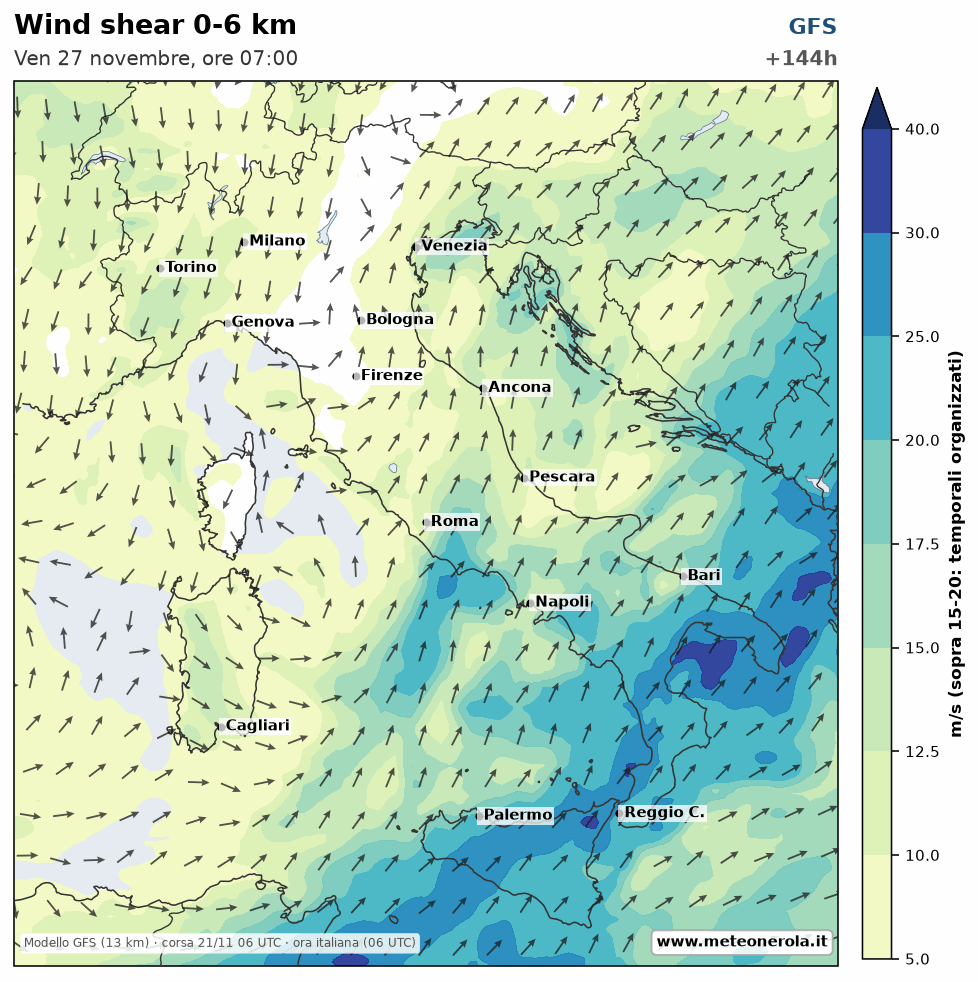 Wind shear 0-6 km
GFS
Ven 27 novembre, ore 07:00
+144h
Milano
Venezia
Torino
Genova
Bologna
Firenze
Ancona
Pescara
Roma
Bari
Napoli
Cagliari
Palermo
Reggio C.
40.0
30.0
25.0
20.0
17.5
15.0
12.5
10.0
5.0
m/s (sopra 15-20: temporali organizzati)
Modello GFS (13 km) · corsa 21/11 06 UTC · ora italiana (06 UTC)
www.meteonerola.it